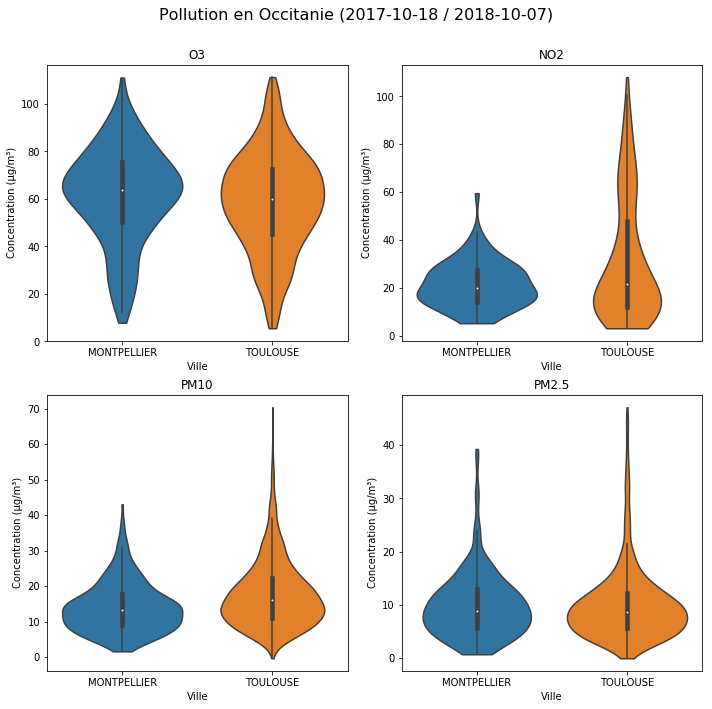 Pollution en Occitanie (2017-10-18 / 2018-10-07)
O3
Concentration (µg/m³)
100
80
60
40
20
0
MONTPELLIER TOULOUSE
Ville
NO2
Concentration (µg/m³)
100
80
60
40
20
0
MONTPELLIER TOULOUSE
Ville
PM10
Concentration (µg/m³)
70
60
50
40
30
20
10
0
MONTPELLIER TOULOUSE
Ville
PM2.5
Concentration (µg/m³)
40
30
20
10
0
MONTPELLIER TOULOUSE
Ville